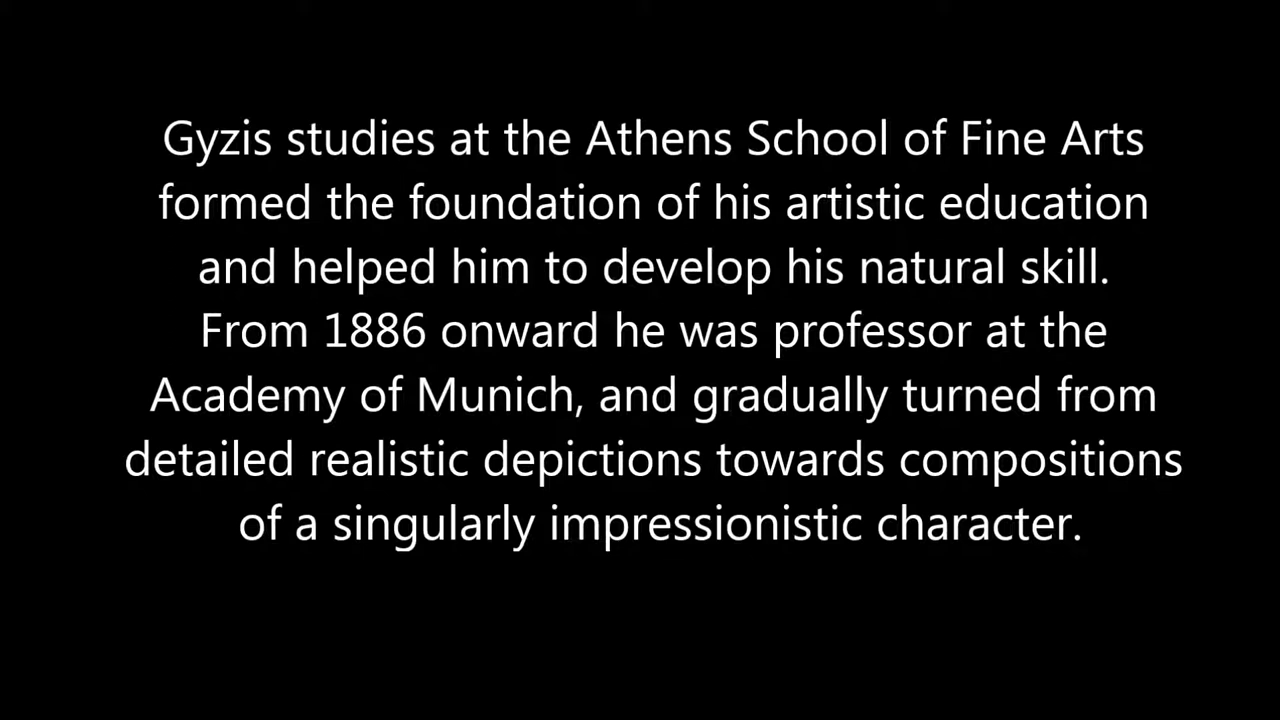 Gyzis studies at the Athens School of Fine Arts
formed the foundation of his artistic education
and helped him to develop his natural skill.
From 1886 onward he was professor at the
Academy of Munich, and gradually turned from
detailed realistic depictions towards compositions
of a singularly impressionistic character.